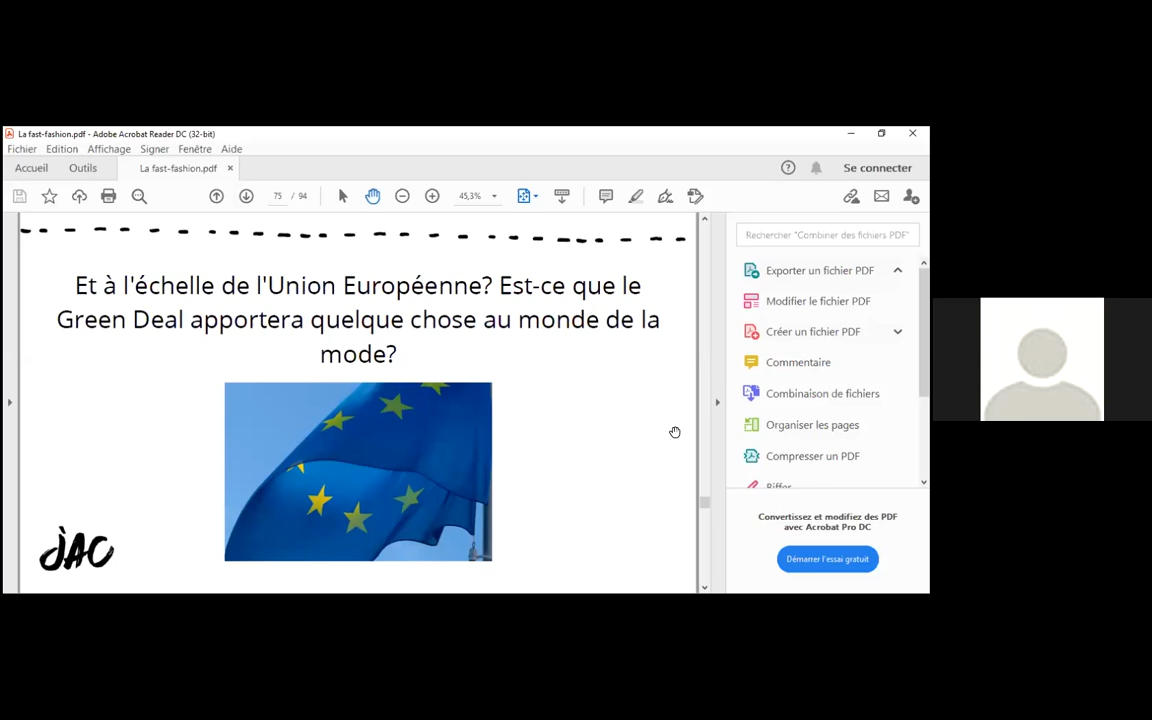 La fast-fashion.pdf - Adobe Acrobat Reader DC (32-bit)
Fichier Edition Affichage Signer Fenêtre Aide
Accueil Outils La fast-fashion.pdf × Se connecter
75 / 94 45,3%
Et à l'échelle de l'Union Européenne? Est-ce que le
Green Deal apportera quelque chose au monde de la
mode?
JAC
Rechercher "Combiner des fichiers PDF"
Exporter un fichier PDF
Modifier le fichier PDF
Créer un fichier PDF
Commentaire
Combinaison de fichiers
Organiser les pages
Compresser un PDF
Convertissez et modifiez des PDF
avec Acrobat Pro DC
Démarrer l'essai gratuit